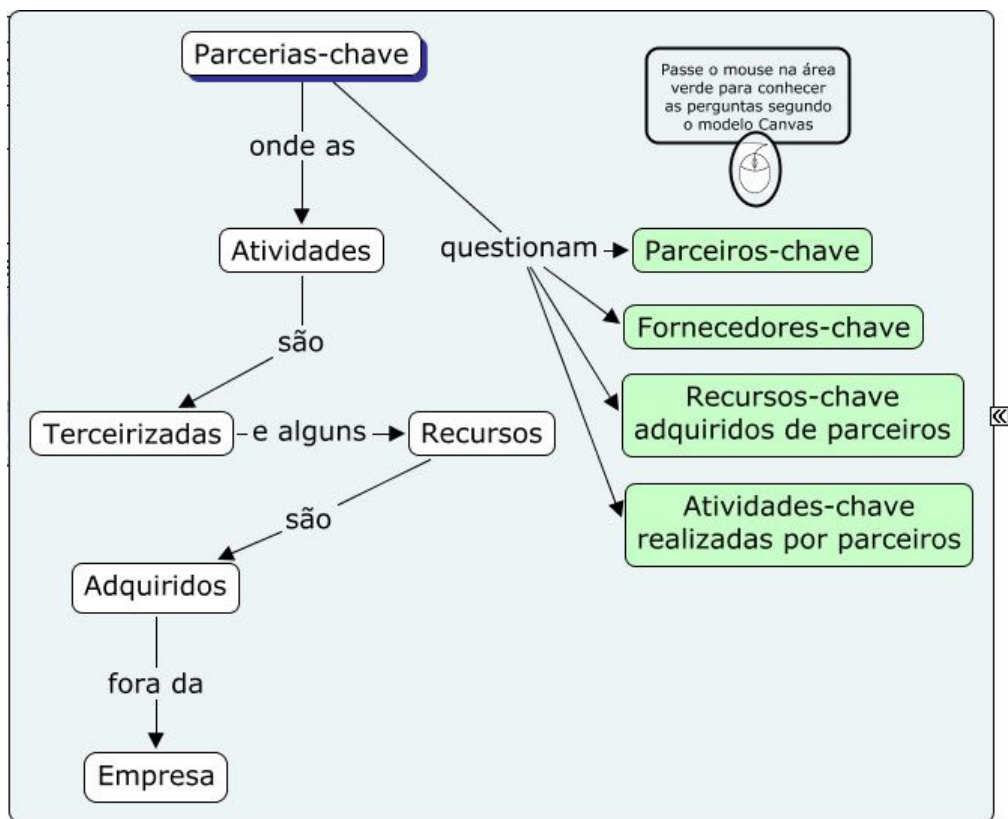 Parcerias-chave
Passe o mouse na área
verde para conhecer
as perguntas segundo
o modelo Canvas
onde as
Atividades
questionam
Parceiros-chave
Fornecedores-chave
são
Recursos-chave
adquiridos de parceiros
Terceirizadas
e alguns
Recursos
Atividades-chave
realizadas por parceiros
são
Adquiridos
fora da
Empresa